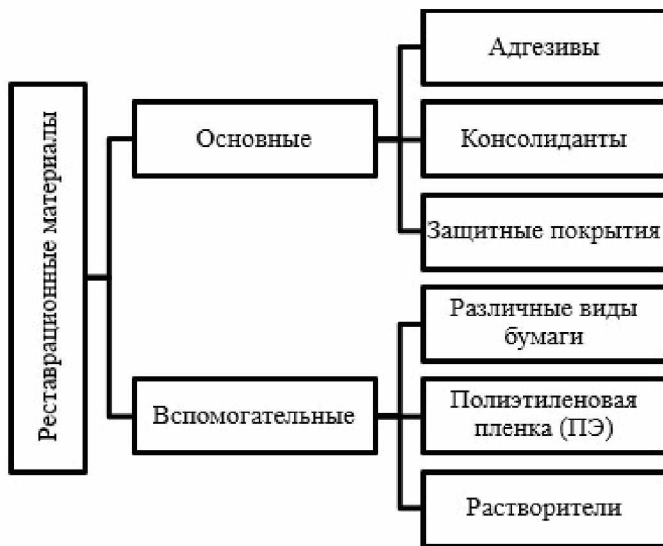 Реставрационные материалы
Основные
Адгезивы
Консолиданты
Защитные покрытия
Вспомогательные
Различные виды
бумаги
Полиэтиленовая
пленка (ПЭ)
Растворители